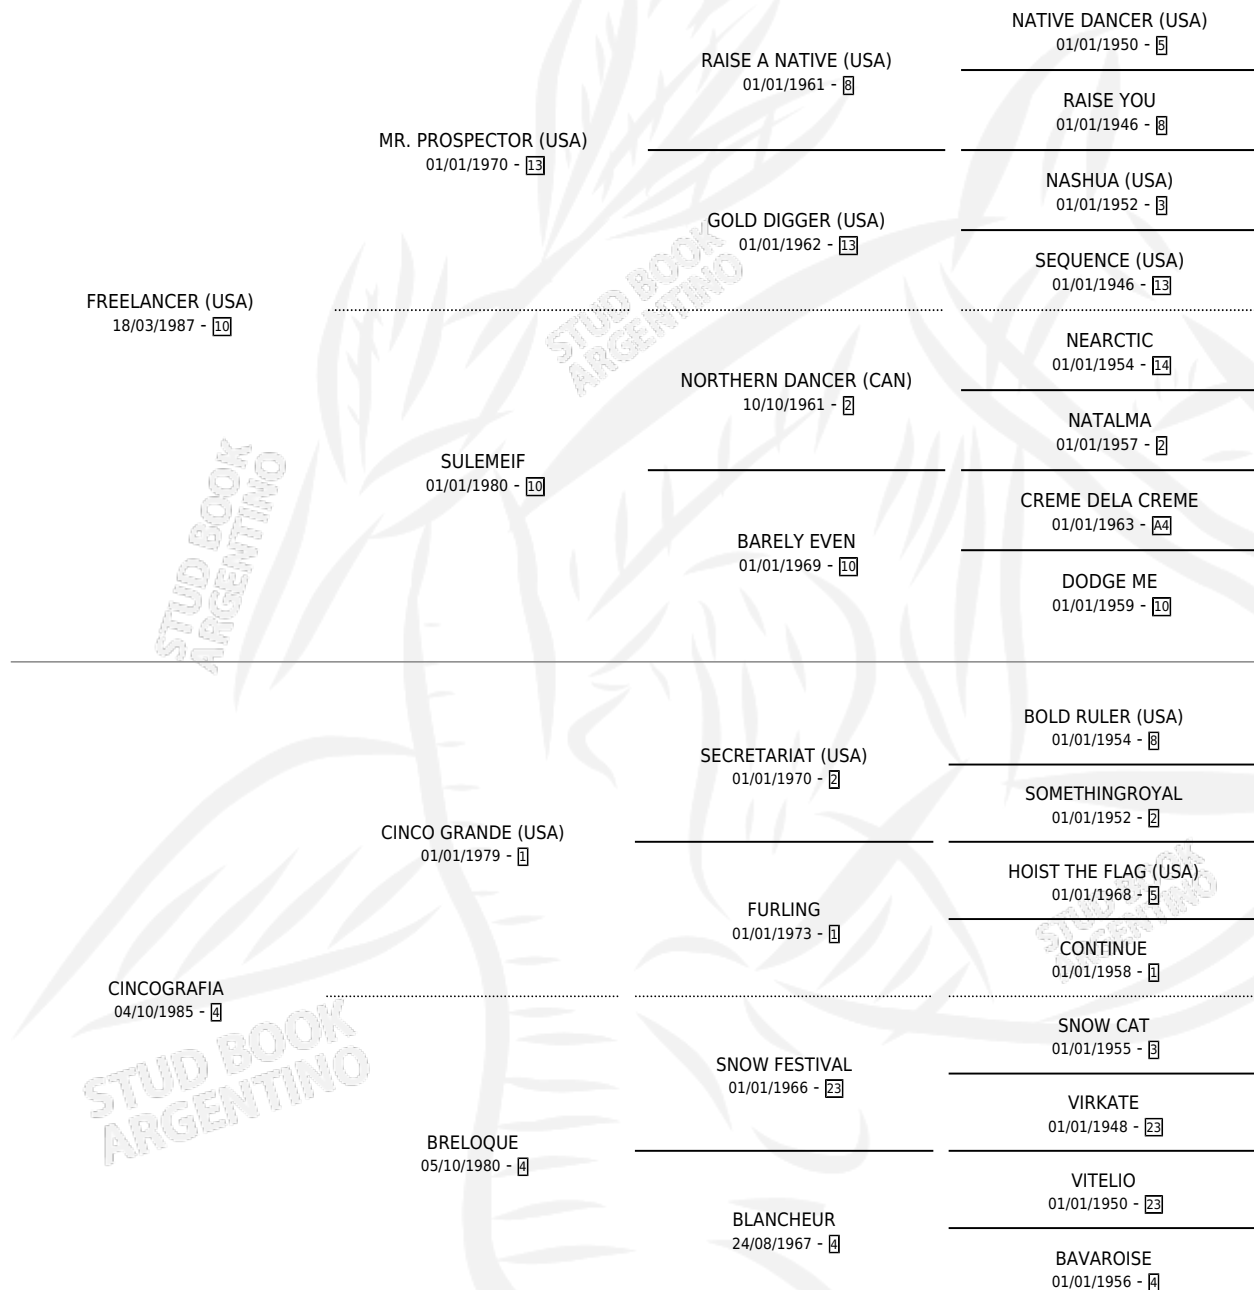 NATIVE DANCER (USA)
01/01/1950 - 5
RAISE A NATIVE (USA)
01/01/1961 - 8
RAISE YOU
01/01/1946 - 8
MR. PROSPECTOR (USA)
01/01/1970 - 13
NASHUA (USA)
01/01/1952 - 3
GOLD DIGGER (USA)
01/01/1962 - 13
SEQUENCE (USA)
01/01/1946 - 13
FREELANCER (USA)
18/03/1987 - 10
NEARCTIC
01/01/1954 - 14
NORTHERN DANCER (CAN)
10/10/1961 - 2
NATALMA
01/01/1957 - 2
SULEMEIF
01/01/1980 - 10
CREME DELA CREME
01/01/1963 - A4
BARELY EVEN
01/01/1969 - 10
DODGE ME
01/01/1959 - 10
BOLD RULER (USA)
01/01/1954 - 8
SECRETARIAT (USA)
01/01/1970 - 2
SOMETHINGROYAL
01/01/1952 - 2
CINCO GRANDE (USA)
01/01/1979 - 1
HOIST THE FLAG (USA)
01/01/1968 - 5
FURLING
01/01/1973 - 1
CONTINUE
01/01/1958 - 1
CINCOGRAFIA
04/10/1985 - 4
SNOW CAT
01/01/1955 - 3
SNOW FESTIVAL
01/01/1966 - 23
VIRKATE
01/01/1948 - 23
BRELOQUE
05/10/1980 - 4
VITELIO
01/01/1950 - 23
BLANCHEUR
24/08/1967 - 4
BAVAROISE
01/01/1956 - 4
STUD BOOK
ARGENTINO
STUD BOOK
ARGENTINO
STUD BOOK
ARGENTINO
STUD BOOK
ARGENTINO